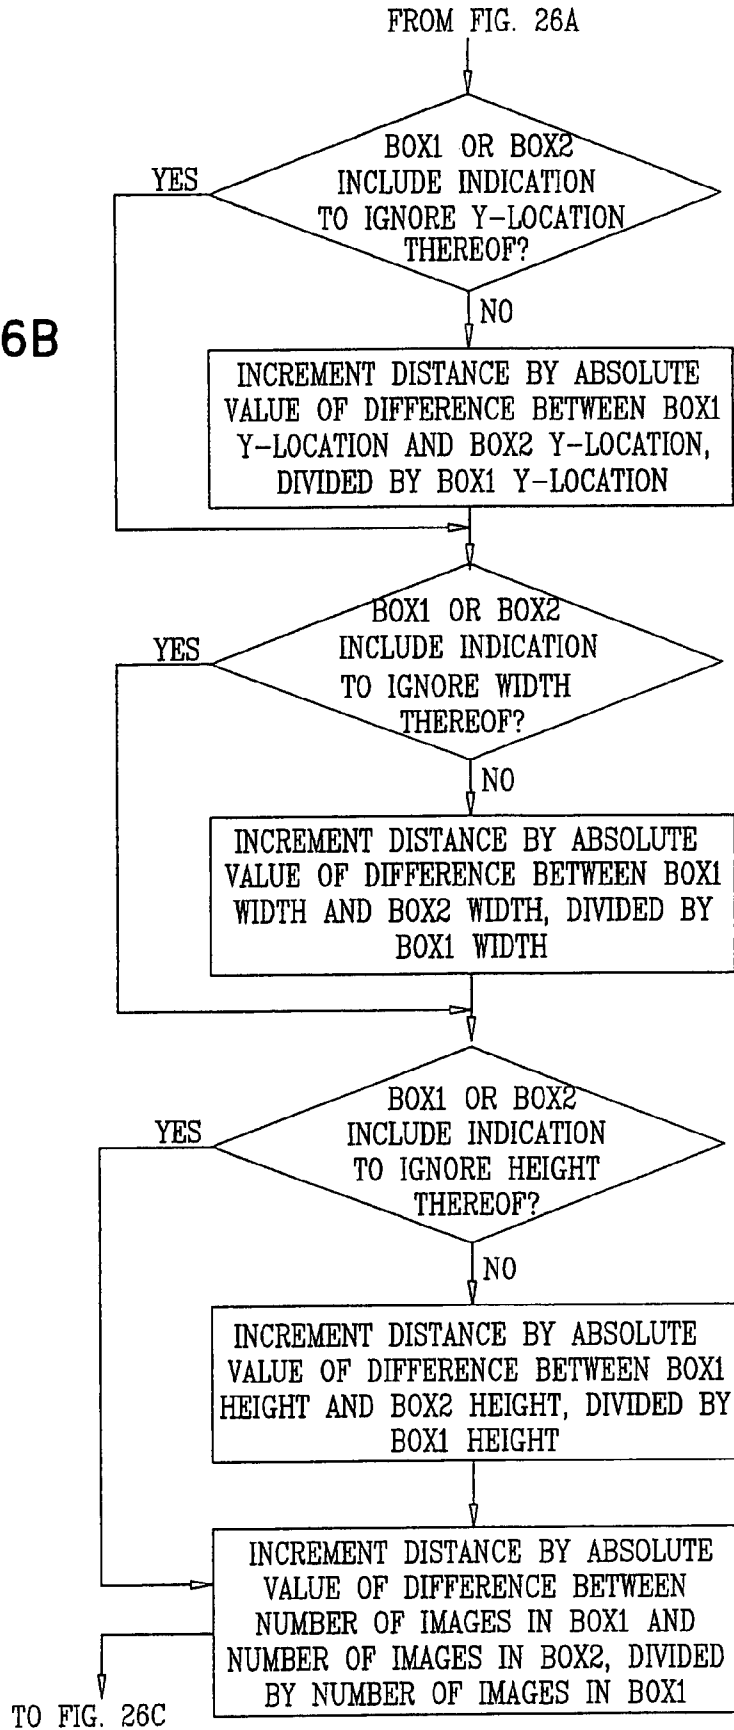 FROM FIG. 26A
BOX1 OR BOX2
INCLUDE INDICATION
TO IGNORE Y-LOCATION
THEREOF?
YES
NO
6B
INCREMENT DISTANCE BY ABSOLUTE
VALUE OF DIFFERENCE BETWEEN BOX1
Y-LOCATION AND BOX2 Y-LOCATION,
DIVIDED BY BOX1 Y-LOCATION
BOX1 OR BOX2
INCLUDE INDICATION
TO IGNORE WIDTH
THEREOF?
YES
NO
INCREMENT DISTANCE BY ABSOLUTE
VALUE OF DIFFERENCE BETWEEN BOX1
WIDTH AND BOX2 WIDTH, DIVIDED BY
BOX1 WIDTH
BOX1 OR BOX2
INCLUDE INDICATION
TO IGNORE HEIGHT
THEREOF?
YES
NO
INCREMENT DISTANCE BY ABSOLUTE
VALUE OF DIFFERENCE BETWEEN BOX1
HEIGHT AND BOX2 HEIGHT, DIVIDED BY
BOX1 HEIGHT
INCREMENT DISTANCE BY ABSOLUTE
VALUE OF DIFFERENCE BETWEEN
NUMBER OF IMAGES IN BOX1 AND
NUMBER OF IMAGES IN BOX2, DIVIDED
BY NUMBER OF IMAGES IN BOX1
TO FIG. 26C